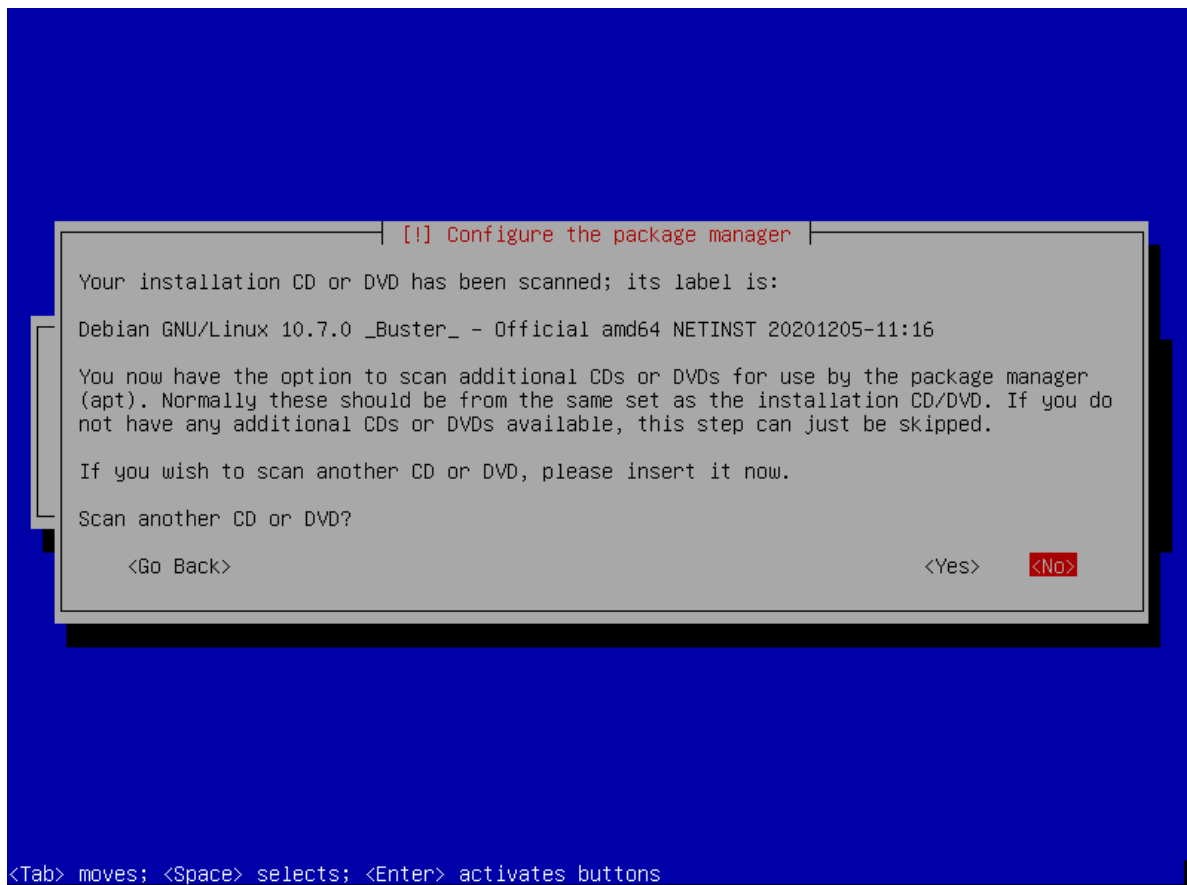 [!] Configure the package manager
Your installation CD or DVD has been scanned; its label is:
Debian GNU/Linux 10.7.0 _Buster_ - Official amd64 NETINST 20201205-11:16
You now have the option to scan additional CDs or DVDs for use by the package manager
(apt). Normally these should be from the same set as the installation CD/DVD. If you do
not have any additional CDs or DVDs available, this step can just be skipped.
If you wish to scan another CD or DVD, please insert it now.
Scan another CD or DVD?
<Go Back> <Yes> <No>
<Tab> moves; <Space> selects; <Enter> activates buttons